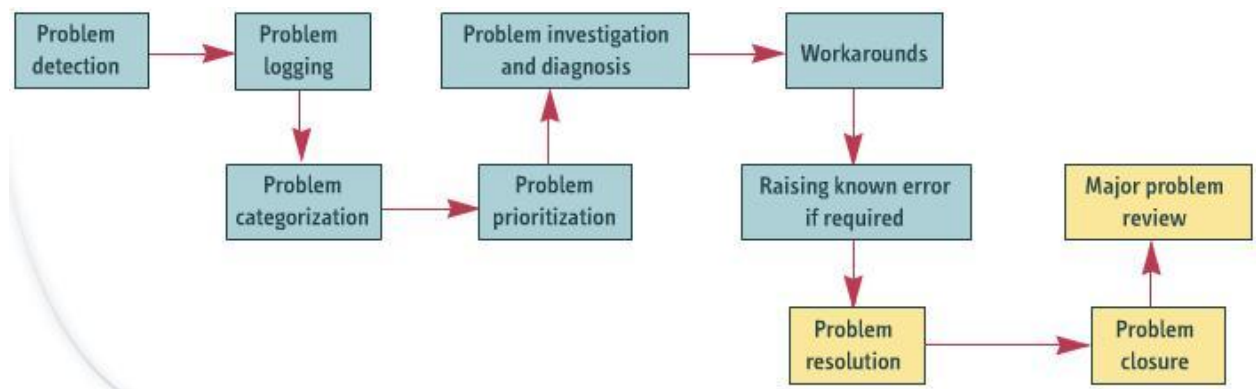 Problem
detection
Problem
logging
Problem
categorization
Problem
prioritization
Problem investigation
and diagnosis
Workarounds
Raising known error
if required
Problem
resolution
Problem
closure
Major problem
review